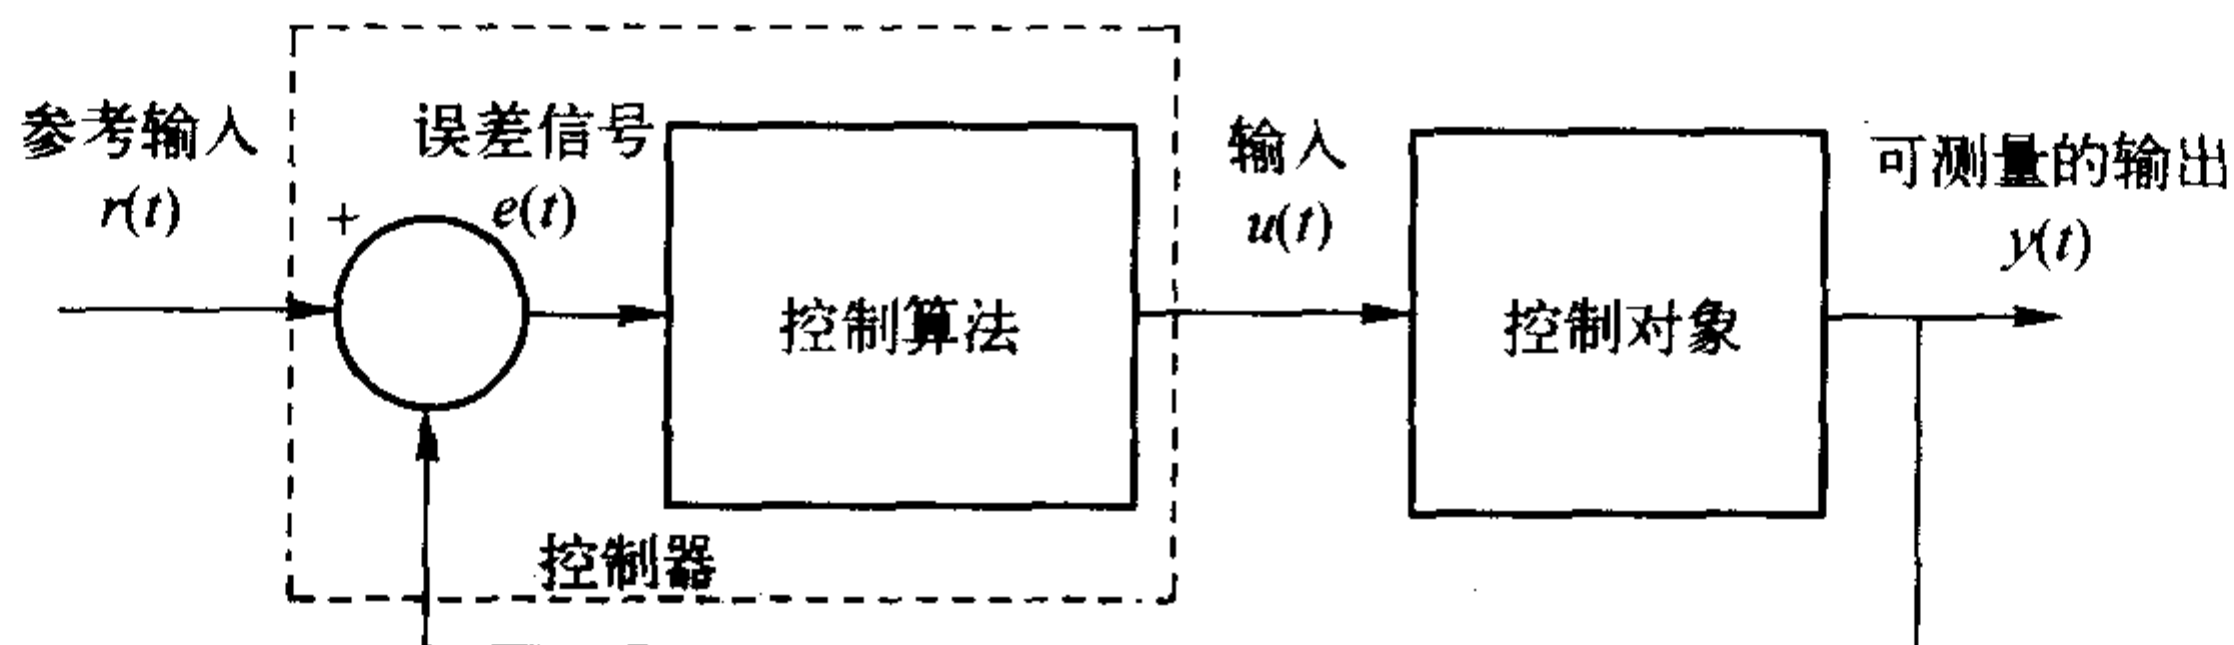 参考输入
r(t)
+
误差信号
e(t)
控制算法
控制器
输入
u(t)
控制对象
可测量的输出
y(t)